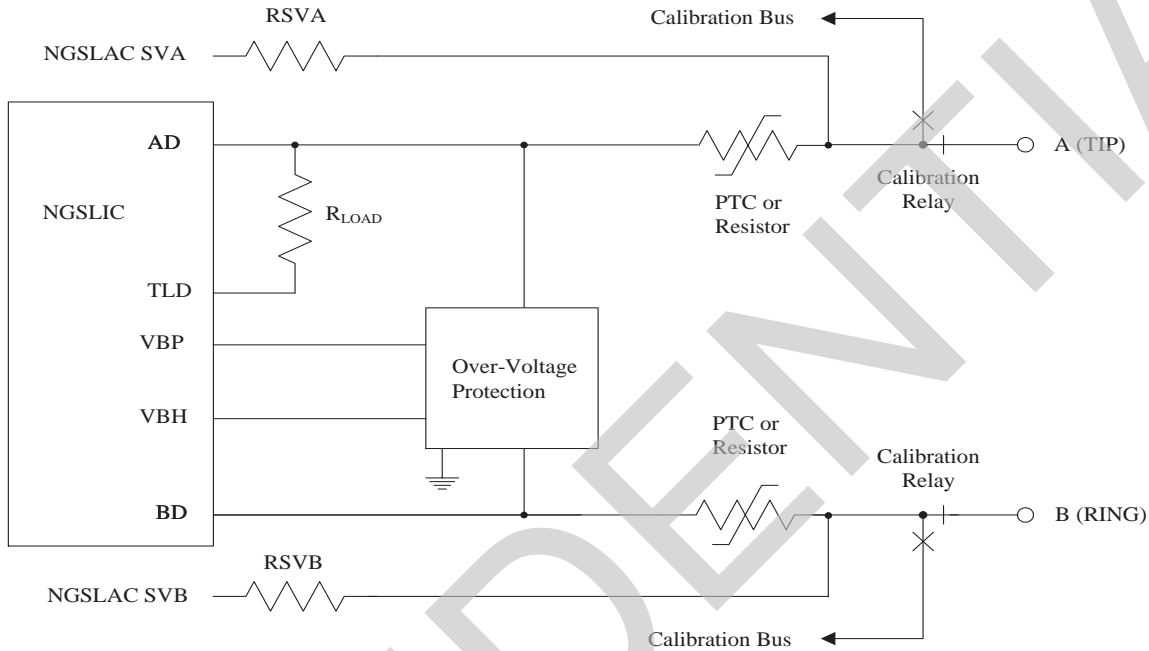 RSVA
Calibration Bus
NGSLAC SVA
AD
A (TIP)
Calibration
Relay
NGSLIC
RLOAD
PTC or
Resistor
TLD
VBP
Over-Voltage
Protection
VBH
PTC or
Resistor
Calibration
Relay
BD
B (RING)
RSVB
NGSLAC SVB
Calibration Bus